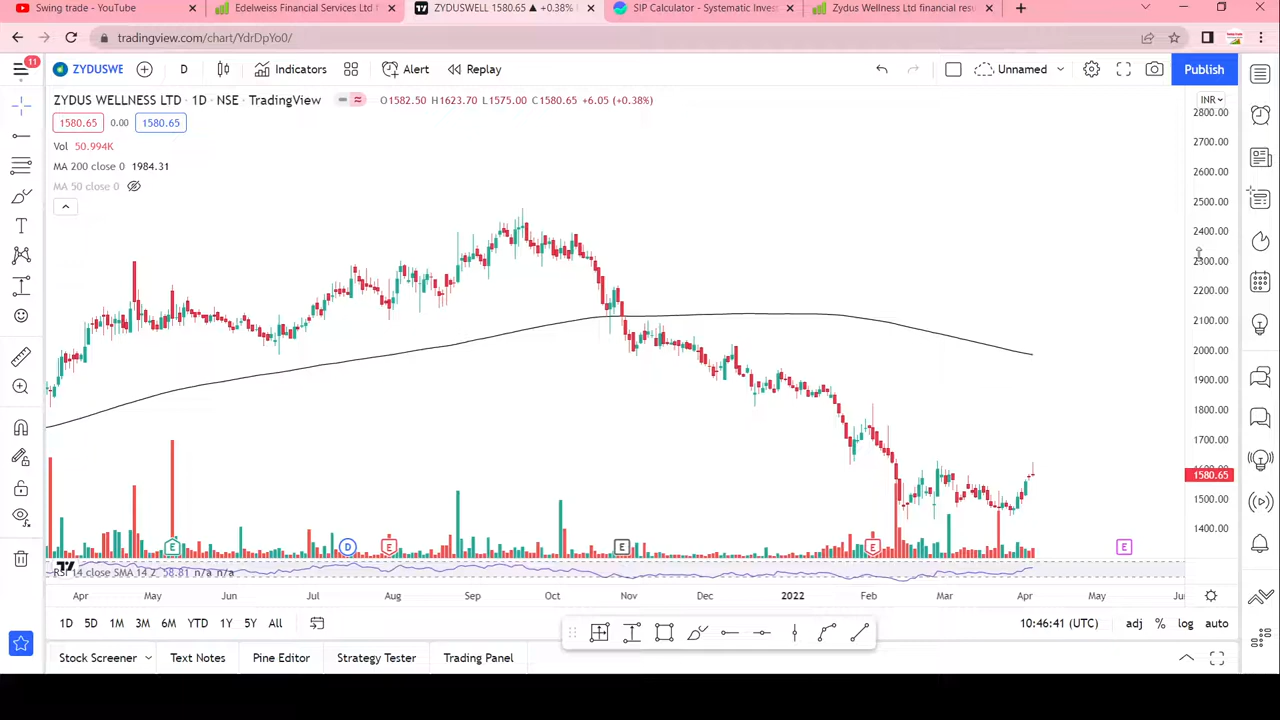 Swing trade - YouTube
Edelweiss Financial Services Ltd f
ZYDUSWELL 1580.65 ▲ +0.38%
SIP Calculator - Systematic Invest
Zydus Wellness Ltd financial resu
tradingview.com/chart/YdrDpYo0/
11
ZYDUSWE
D
Indicators
Alert
Replay
Unnamed
Publish
ZYDUS WELLNESS LTD · 1D · NSE · TradingView
O1582.50 H1623.70 L1575.00 C1580.65 +6.05 (+0.38%)
INR
1580.65 0.00 1580.65
Vol 50.994K
MA 200 close 0 1984.31
MA 50 close 0
2800.00
2700.00
2600.00
2500.00
2400.00
2300.00
2200.00
2100.00
2000.00
1900.00
1800.00
1700.00
1600.00
1580.65
1500.00
1400.00
E D E E E E
RSI 14 close SMA 14 2 58.81 n/a n/a
Apr May Jun Jul Aug Sep Oct Nov Dec 2022 Feb Mar Apr May
1D 5D 1M 3M 6M YTD 1Y 5Y All
10:46:41 (UTC) adj % log auto
Stock Screener
Text Notes
Pine Editor
Strategy Tester
Trading Panel